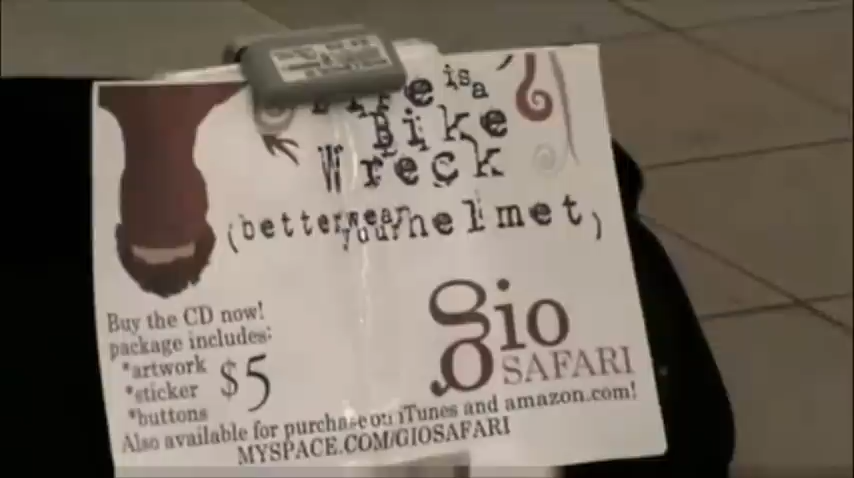 Life is a
Bike
Wreck
(better wear your helmet)
Buy the CD now!
package includes:
*artwork
*sticker
*buttons
$5
gio
SAFARI
Also available for purchase on iTunes and amazon.com!
MYSPACE.COM/GIOSAFARI